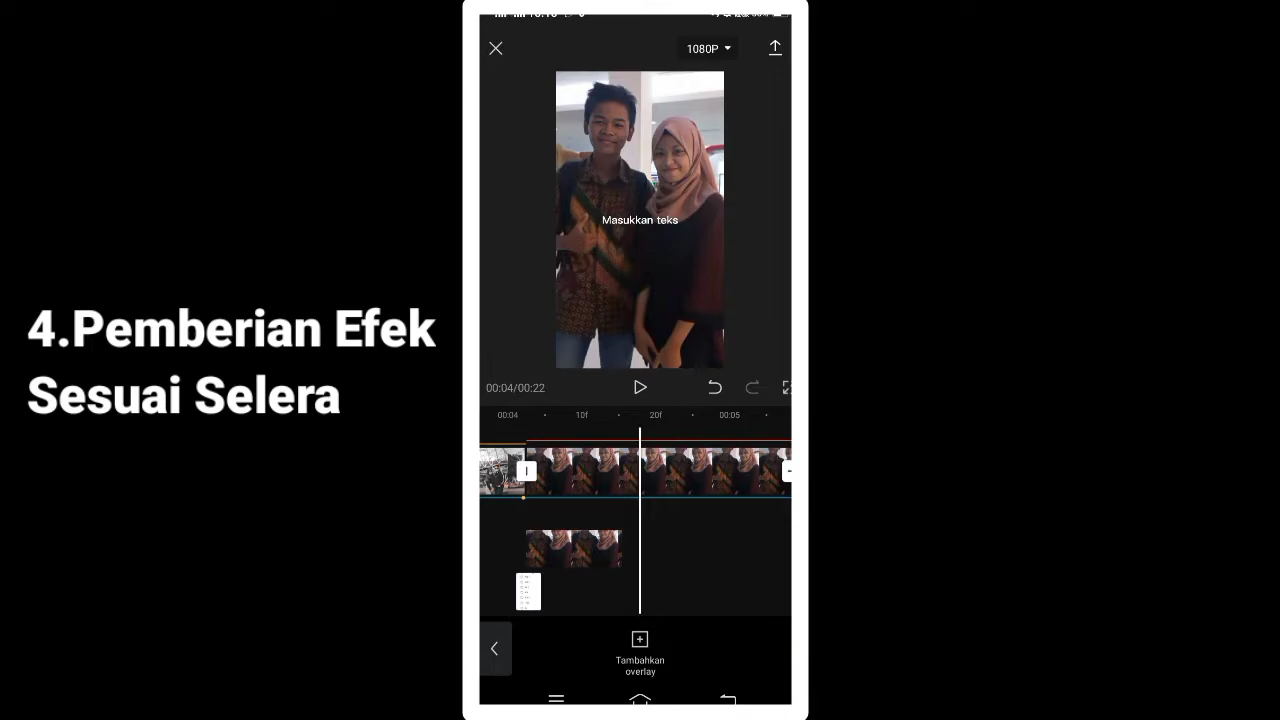 4.Pemberian Efek
Sesuai Selera
1080P
Masukkan teks
00:04/00:22
00:04
10f
20f
00:05
Tambahkan
overlay